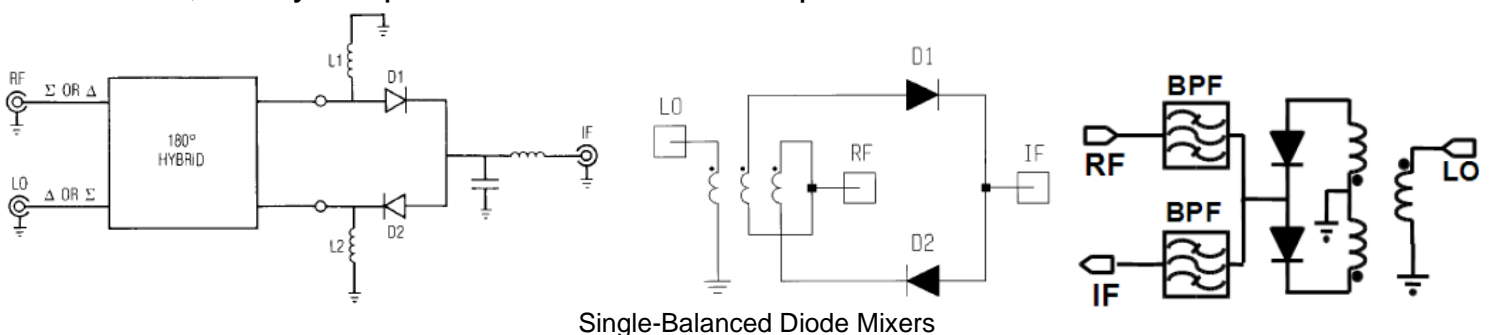 RF
Σ OR Δ
180°
HYBRID
LO
Δ OR Σ
L1
D1
L2
D2
IF
LO
D1
RF
IF
D2
BPF
RF
BPF
IF
LO
Single-Balanced Diode Mixers